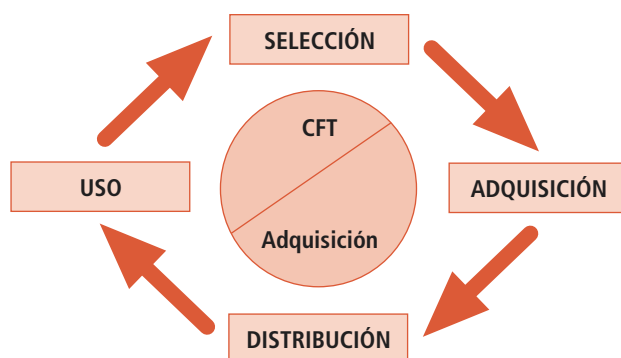 SELECCIÓN
CFT
USO
ADQUISICIÓN
Adquisición
DISTRIBUCIÓN